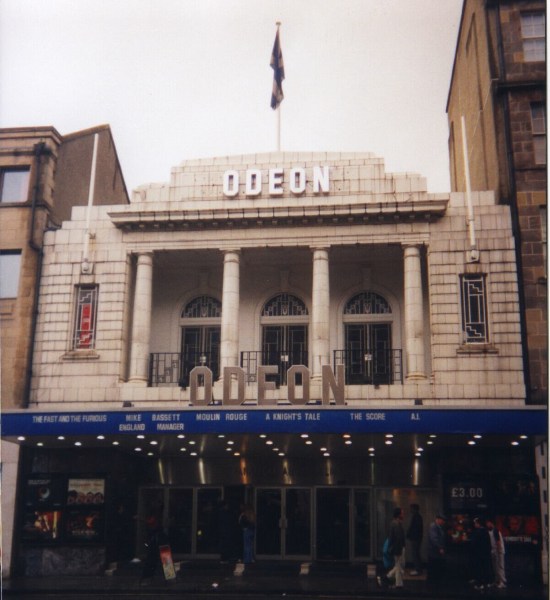 ODEON
ODEON
THE FAST AND THE FURIOUS MIKE BASSETT MOULIN ROUGE A KNIGHT'S TALE THE SCORE A.I.
ENGLAND MANAGER
£3.00